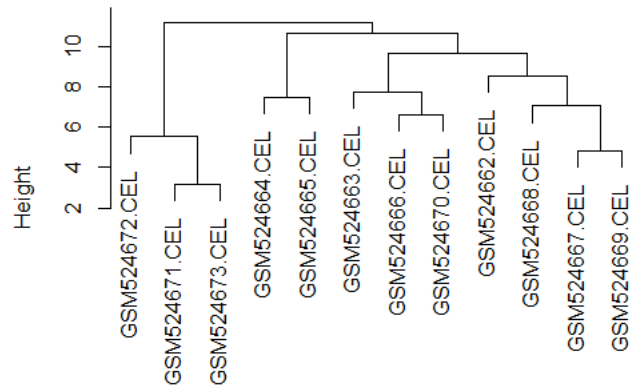 Height
10
8
6
4
2
GSM524672.CEL
GSM524671.CEL
GSM524673.CEL
GSM524664.CEL
GSM524665.CEL
GSM524663.CEL
GSM524666.CEL
GSM524670.CEL
GSM524662.CEL
GSM524668.CEL
GSM524667.CEL
GSM524669.CEL